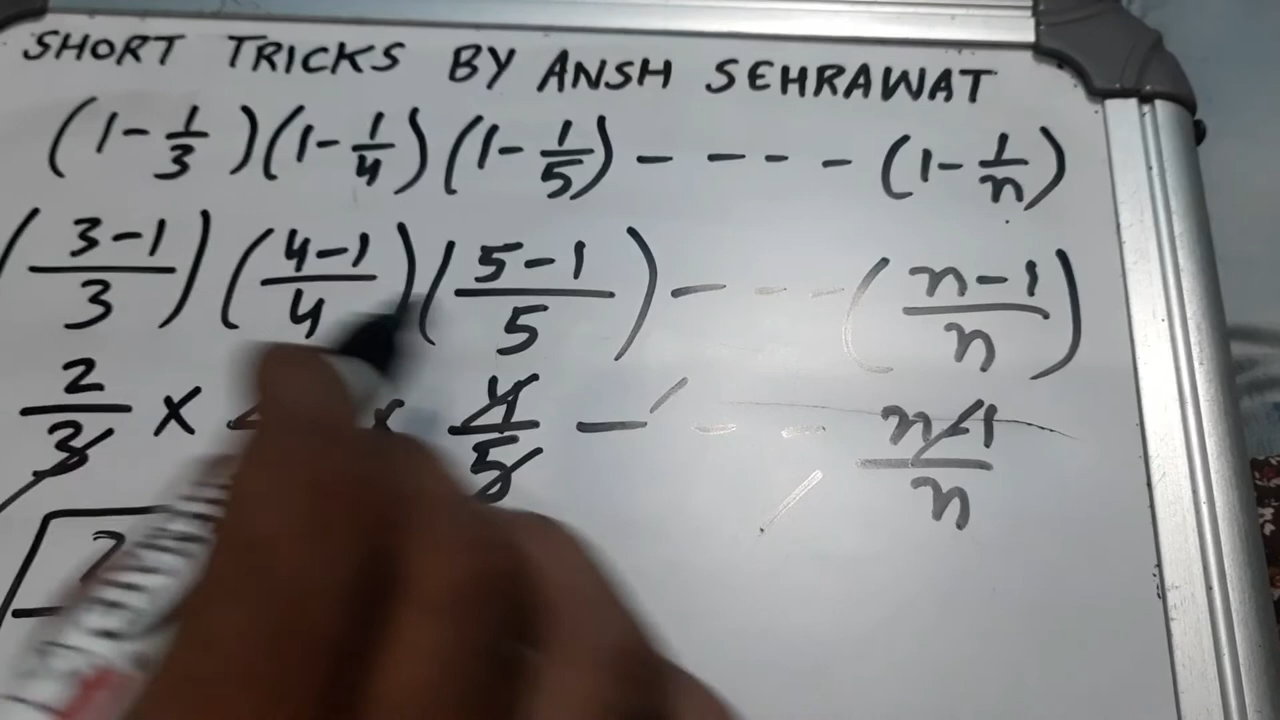 SHORT TRICKS BY ANSH SEHRAWAT
(1-1/3)(1-1/4)(1-1/5)- - - - -(1-1/n)
(3-1/3)(4-1/4)(5-1/5)- - - -(n-1/n)
2/3 × × 4/5 - - - n-1/n
2